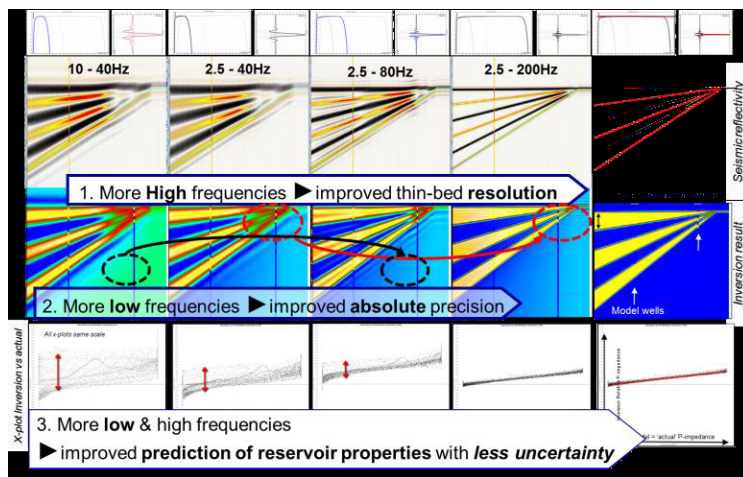 10 - 40Hz
2.5 - 40Hz
2.5 - 80Hz
2.5 - 200Hz
Seismic reflectivity
1. More High frequencies ► improved thin-bed resolution
Inversion result
2. More low frequencies ► improved absolute precision
Model wells
X-plot Inversion vs actual
All x-plots same scale
Relative P-impedance
= 'actual' P-impedance
3. More low & high frequencies
► improved prediction of reservoir properties with less uncertainty